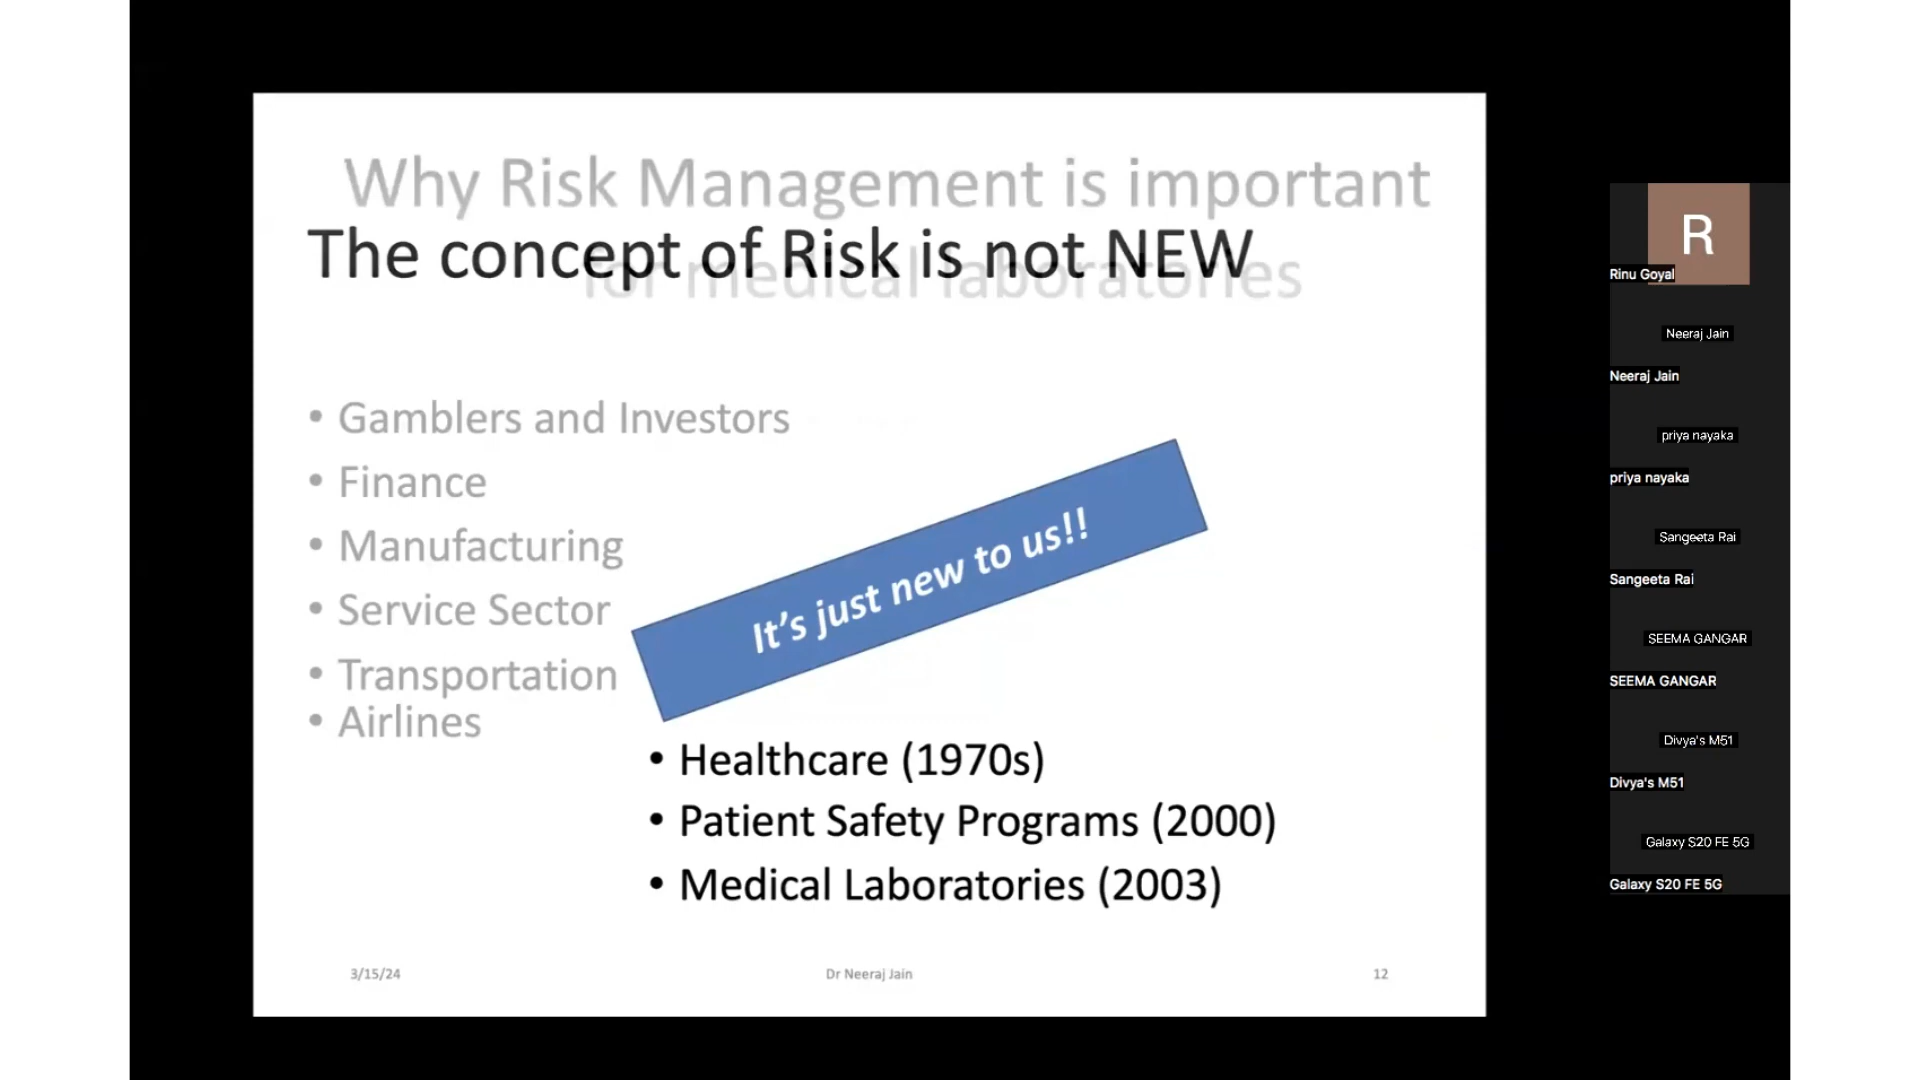 Why Risk Management is important
for medical laboratories
The concept of Risk is not NEW
• Gamblers and Investors
• Finance
• Manufacturing
• Service Sector
• Transportation
• Airlines
It's just new to us!!
• Healthcare (1970s)
• Patient Safety Programs (2000)
• Medical Laboratories (2003)
3/15/24
Dr Neeraj Jain
12
R
Rinu Goyal
Neeraj Jain
Neeraj Jain
priya nayaka
priya nayaka
Sangeeta Rai
Sangeeta Rai
SEEMA GANGAR
SEEMA GANGAR
Divya's M51
Divya's M51
Galaxy S20 FE 5G
Galaxy S20 FE 5G